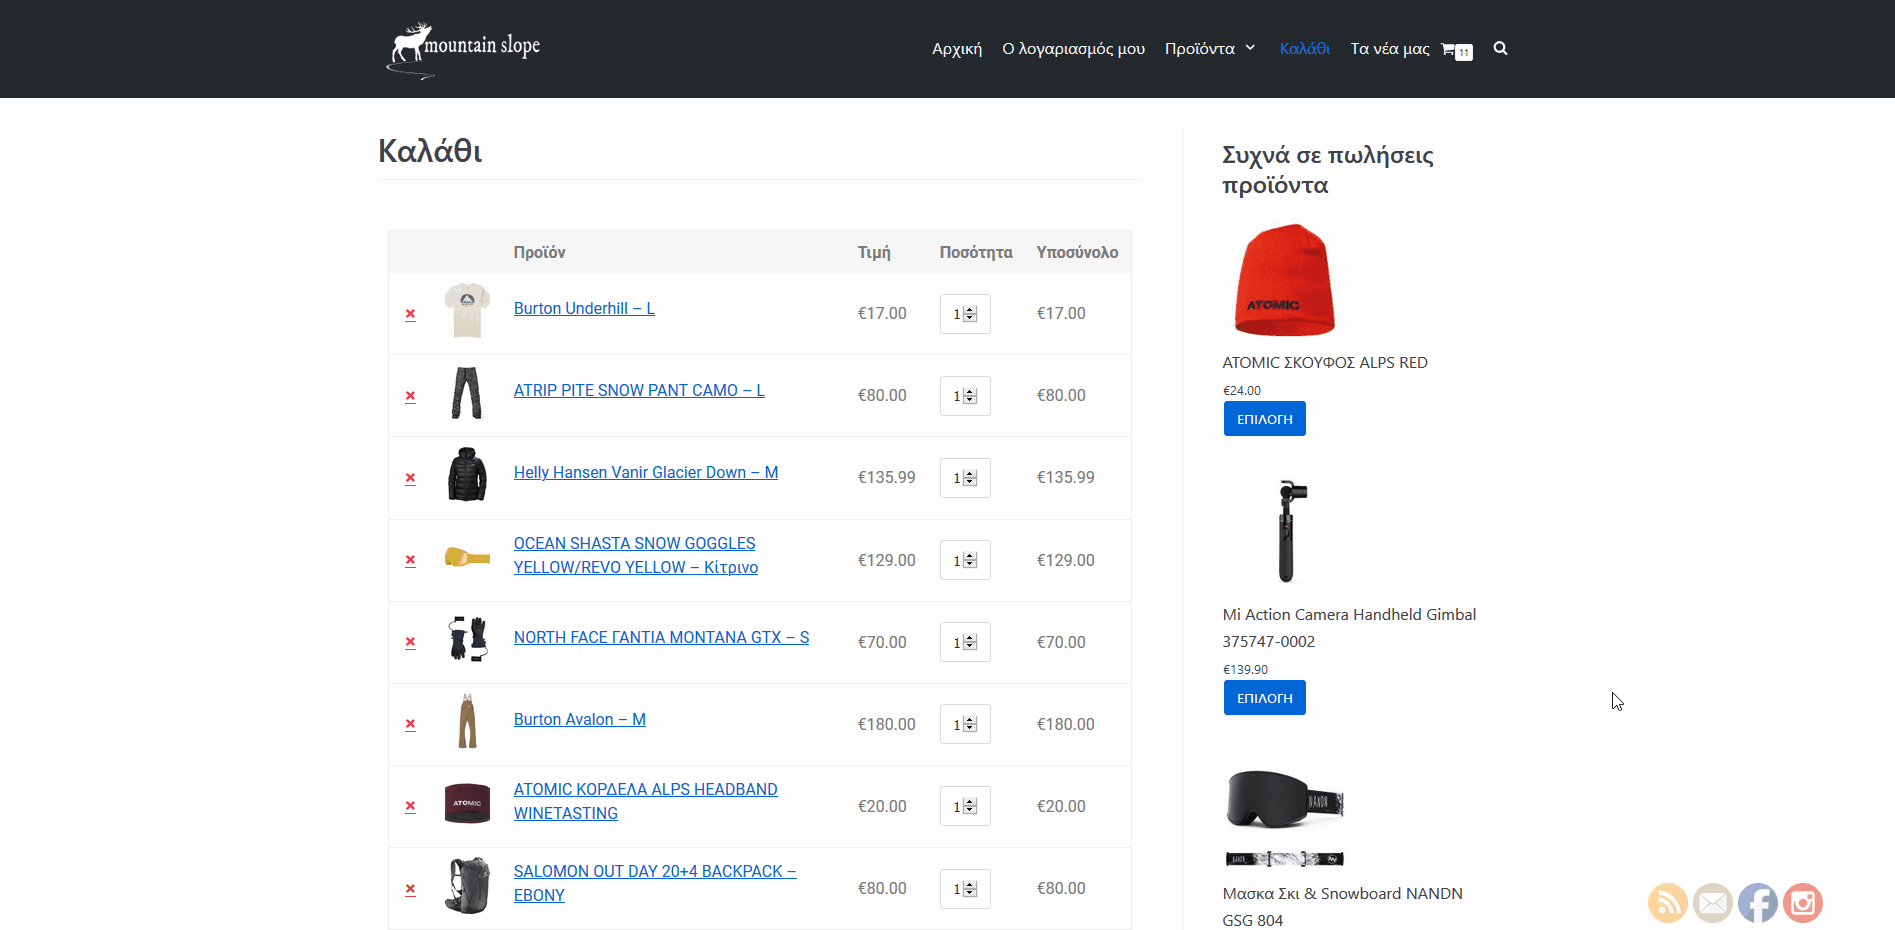 mountain slope
Αρχική Ο λογαριασμός μου Προϊόντα Καλάθι Τα νέα μας 11
Καλάθι
Προϊόν Τιμή Ποσότητα Υποσύνολο
Burton Underhill – L €17.00 1 €17.00
ATRIP PITE SNOW PANT CAMO – L €80.00 1 €80.00
Helly Hansen Vanir Glacier Down – M €135.99 1 €135.99
OCEAN SHASTA SNOW GOGGLES
YELLOW/REVO YELLOW – Κίτρινο €129.00 1 €129.00
NORTH FACE ΓΑΝΤΙΑ MONTANA GTX – S €70.00 1 €70.00
Burton Avalon – M €180.00 1 €180.00
ATOMIC
ATOMIC ΚΟΡΔΕΛΑ ALPS HEADBAND
WINETASTING €20.00 1 €20.00
SALOMON OUT DAY 20+4 BACKPACK –
EBONY €80.00 1 €80.00
Συχνά σε πωλήσεις
προϊόντα
ATOMIC
ATOMIC ΣΚΟΥΦΟΣ ALPS RED
€24.00
ΕΠΙΛΟΓΗ
Mi Action Camera Handheld Gimbal
375747-0002
€139.90
ΕΠΙΛΟΓΗ
NANDN
NANDN
Μασκα Σκι & Snowboard NANDN
GSG 804